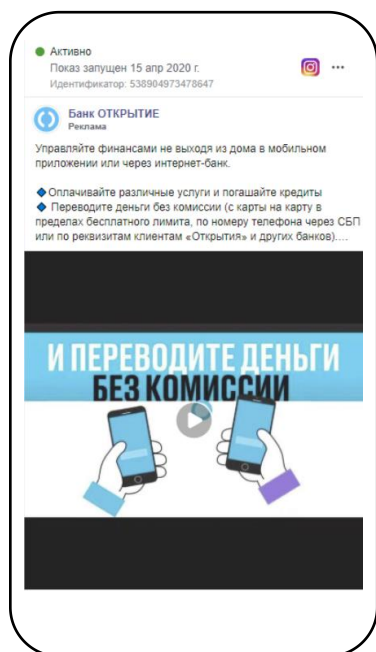 Активно
Показ запущен 15 апр 2020 г.
Идентификатор: 538904973478647
Банк ОТКРЫТИЕ
Реклама
Управляйте финансами не выходя из дома в мобильном
приложении или через интернет-банк.
Оплачивайте различные услуги и погашайте кредиты
Переводите деньги без комиссии (с карты на карту в
пределах бесплатного лимита, по номеру телефона через СБП
или по реквизитам клиентам «Открытия» и других банков)....
И ПЕРЕВОДИТЕ ДЕНЬГИ
БЕЗ КОМИССИИ